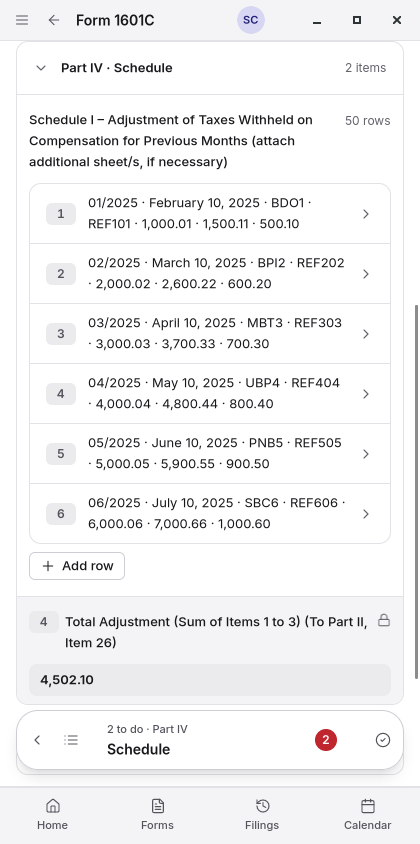 Form 1601C
SC
Part IV · Schedule
2 items
Schedule I – Adjustment of Taxes Withheld on
Compensation for Previous Months (attach
additional sheet/s, if necessary)
50 rows
1
01/2025 · February 10, 2025 · BDO1 ·
REF101 · 1,000.01 · 1,500.11 · 500.10
2
02/2025 · March 10, 2025 · BPI2 · REF202
· 2,000.02 · 2,600.22 · 600.20
3
03/2025 · April 10, 2025 · MBT3 · REF303
· 3,000.03 · 3,700.33 · 700.30
4
04/2025 · May 10, 2025 · UBP4 · REF404
· 4,000.04 · 4,800.44 · 800.40
5
05/2025 · June 10, 2025 · PNB5 · REF505
· 5,000.05 · 5,900.55 · 900.50
6
06/2025 · July 10, 2025 · SBC6 · REF606 ·
6,000.06 · 7,000.66 · 1,000.60
Add row
4
Total Adjustment (Sum of Items 1 to 3) (To Part II,
Item 26)
4,502.10
2 to do · Part IV
Schedule
2
Home
Forms
Filings
Calendar